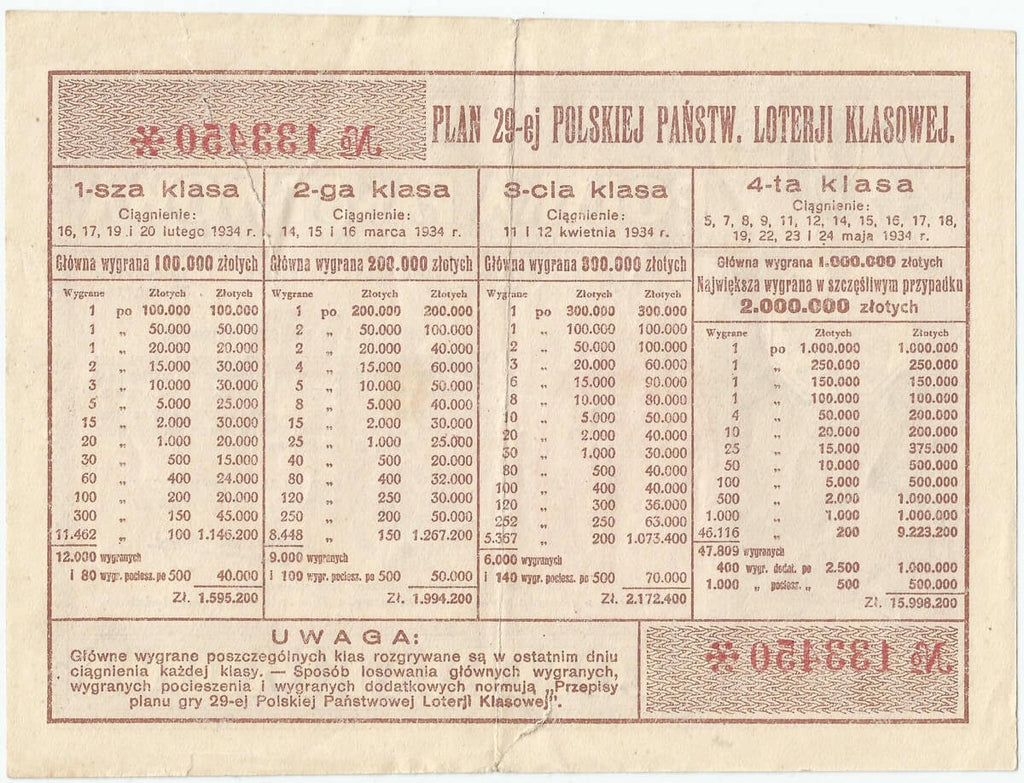 № 133450 ✻
PLAN 29-ej POLSKIEJ PAŃSTW. LOTERJI KLASOWEJ.
1-sza klasa
Ciągnienie:
16, 17, 19 i 20 lutego 1934 r.
Główna wygrana 100.000 złotych
Wygrane Złotych Złotych
1 po 100.000 100.000
1 „ 50.000 50.000
1 „ 20.000 20.000
2 „ 15.000 30.000
3 „ 10.000 30.000
5 „ 5.000 25.000
15 „ 2.000 30.000
20 „ 1.000 20.000
30 „ 500 15.000
60 „ 400 24.000
100 „ 200 20.000
300 „ 150 45.000
11.462 „ 100 1.146.200
12.000 wygranych
i 80 wygr. pociesz. po 500 40.000
Zł. 1.595.200
2-ga klasa
Ciągnienie:
14, 15 i 16 marca 1934 r.
Główna wygrana 200.000 złotych
Wygrane Złotych Złotych
1 po 200.000 200.000
2 „ 50.000 100.000
2 „ 20.000 40.000
4 „ 15.000 60.000
5 „ 10.000 50.000
8 „ 5.000 40.000
15 „ 2.000 30.000
25 „ 1.000 25.000
40 „ 500 20.000
80 „ 400 32.000
120 „ 250 30.000
250 „ 200 50.000
8.448 „ 150 1.267.200
9.000 wygranych
i 100 wygr. pociesz. po 500 50.000
Zł. 1.994.200
3-cia klasa
Ciągnienie:
11 i 12 kwietnia 1934 r.
Główna wygrana 300.000 złotych
Wygrane Złotych Złotych
1 po 300.000 300.000
1 „ 100.000 100.000
2 „ 50.000 100.000
3 „ 20.000 60.000
6 „ 15.000 90.000
8 „ 10.000 80.000
10 „ 5.000 50.000
20 „ 2.000 40.000
30 „ 1.000 30.000
80 „ 500 40.000
100 „ 400 40.000
120 „ 300 36.000
252 „ 250 63.000
5.367 „ 200 1.073.400
6.000 wygranych
i 140 wygr. pociesz. po 500 70.000
Zł. 2.172.400
4-ta klasa
Ciągnienie:
5, 7, 8, 9, 11, 12, 14, 15, 16, 17, 18,
19, 22, 23 i 24 maja 1934 r.
Główna wygrana 1.000.000 złotych
Największa wygrana w szczęśliwym przypadku
2.000.000 złotych
Wygrane Złotych Złotych
1 po 1.000.000 1.000.000
1 „ 250.000 250.000
1 „ 150.000 150.000
1 „ 100.000 100.000
4 „ 50.000 200.000
10 „ 20.000 200.000
25 „ 15.000 375.000
50 „ 10.000 500.000
100 „ 5.000 500.000
500 „ 2.000 1.000.000
1.000 „ 1.000 1.000.000
46.116 „ 200 9.223.200
47.809 wygranych
400 wygr. dodat. po 2.500 1.000.000
1.000 „ pociesz. „ 500 500.000
Zł. 15.998.200
UWAGA:
Główne wygrane poszczególnych klas rozgrywane są w ostatnim dniu
ciągnienia każdej klasy. — Sposób losowania głównych wygranych,
wygranych pocieszenia i wygranych dodatkowych normują „Przepisy
planu gry 29-ej Polskiej Państwowej Loterji Klasowej".
№ 133450 ✻